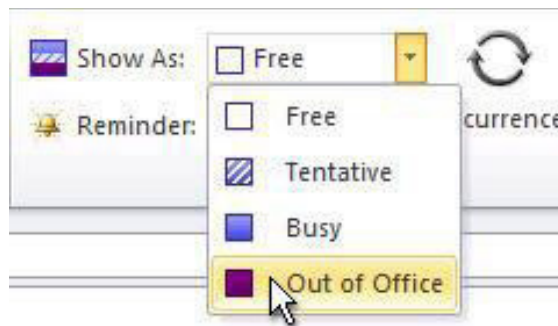 Show As: Free
Reminder: currence
Free
Tentative
Busy
Out of Office